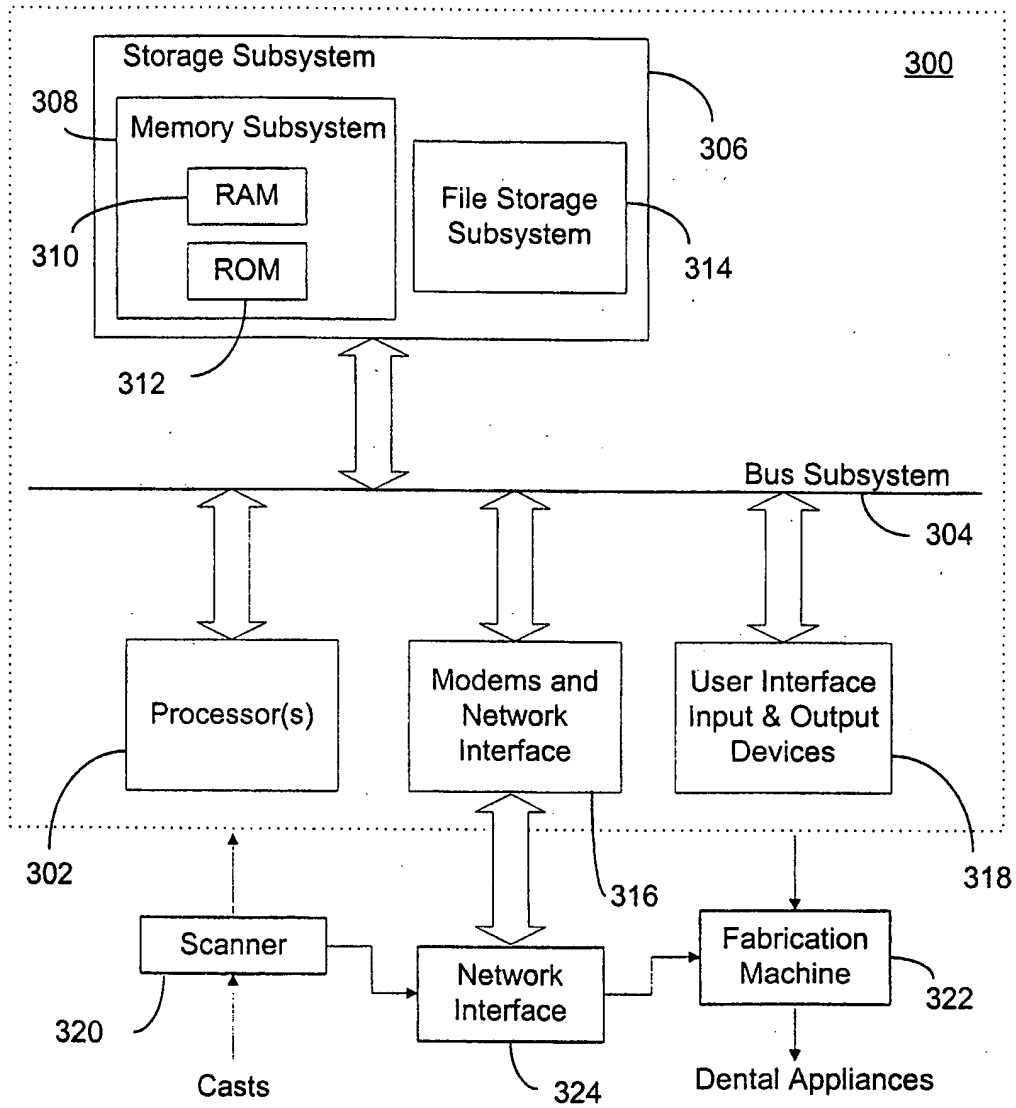 Storage Subsystem
300
308
Memory Subsystem
306
RAM
File Storage
Subsystem
310
ROM
314
312
Bus Subsystem
304
Processor(s)
Modems and
Network
Interface
User Interface
Input & Output
Devices
302
316
318
Scanner
Network
Interface
Fabrication
Machine
320
322
Casts
324
Dental Appliances